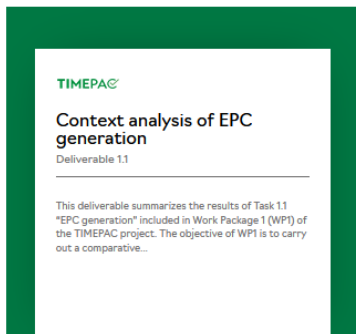 TIMEPAC
Context analysis of EPC
generation
Deliverable 1.1
This deliverable summarizes the results of Task 1.1
"EPC generation" included in Work Package 1 (WP1) of
the TIMEPAC project. The objective of WP1 is to carry
out a comparative...